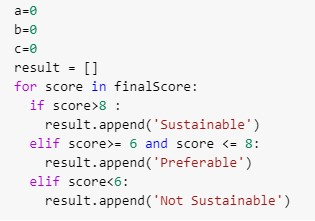 a=0
b=0
c=0
result = []
for score in finalScore:
  if score>8 :
    result.append('Sustainable')
  elif score>= 6 and score <= 8:
    result.append('Preferable')
  elif score<6:
    result.append('Not Sustainable')